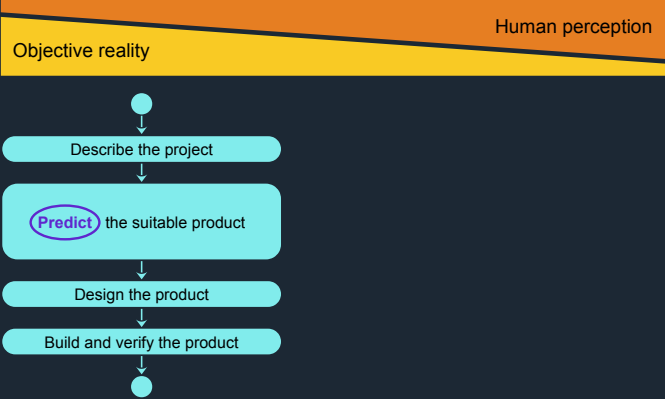 Human perception
Objective reality
Describe the project
Predict the suitable product
Design the product
Build and verify the product